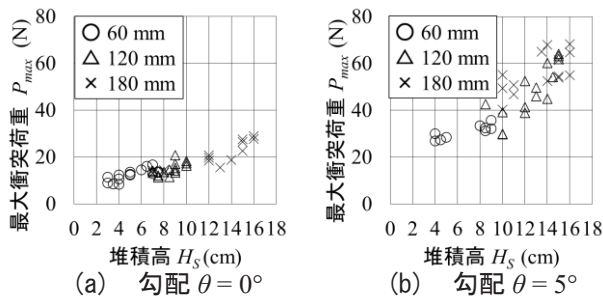 最大衝突荷重 Pmax (N)
80
60
40
20
0
○ 60 mm
△ 120 mm
× 180 mm
0 2 4 6 8 10 12 14 16 18
堆積高 HS (cm)
(a) 勾配 θ = 0°
最大衝突荷重 Pmax (N)
80
60
40
20
0
○ 60 mm
△ 120 mm
× 180 mm
0 2 4 6 8 10 12 14 16 18
堆積高 HS (cm)
(b) 勾配 θ = 5°